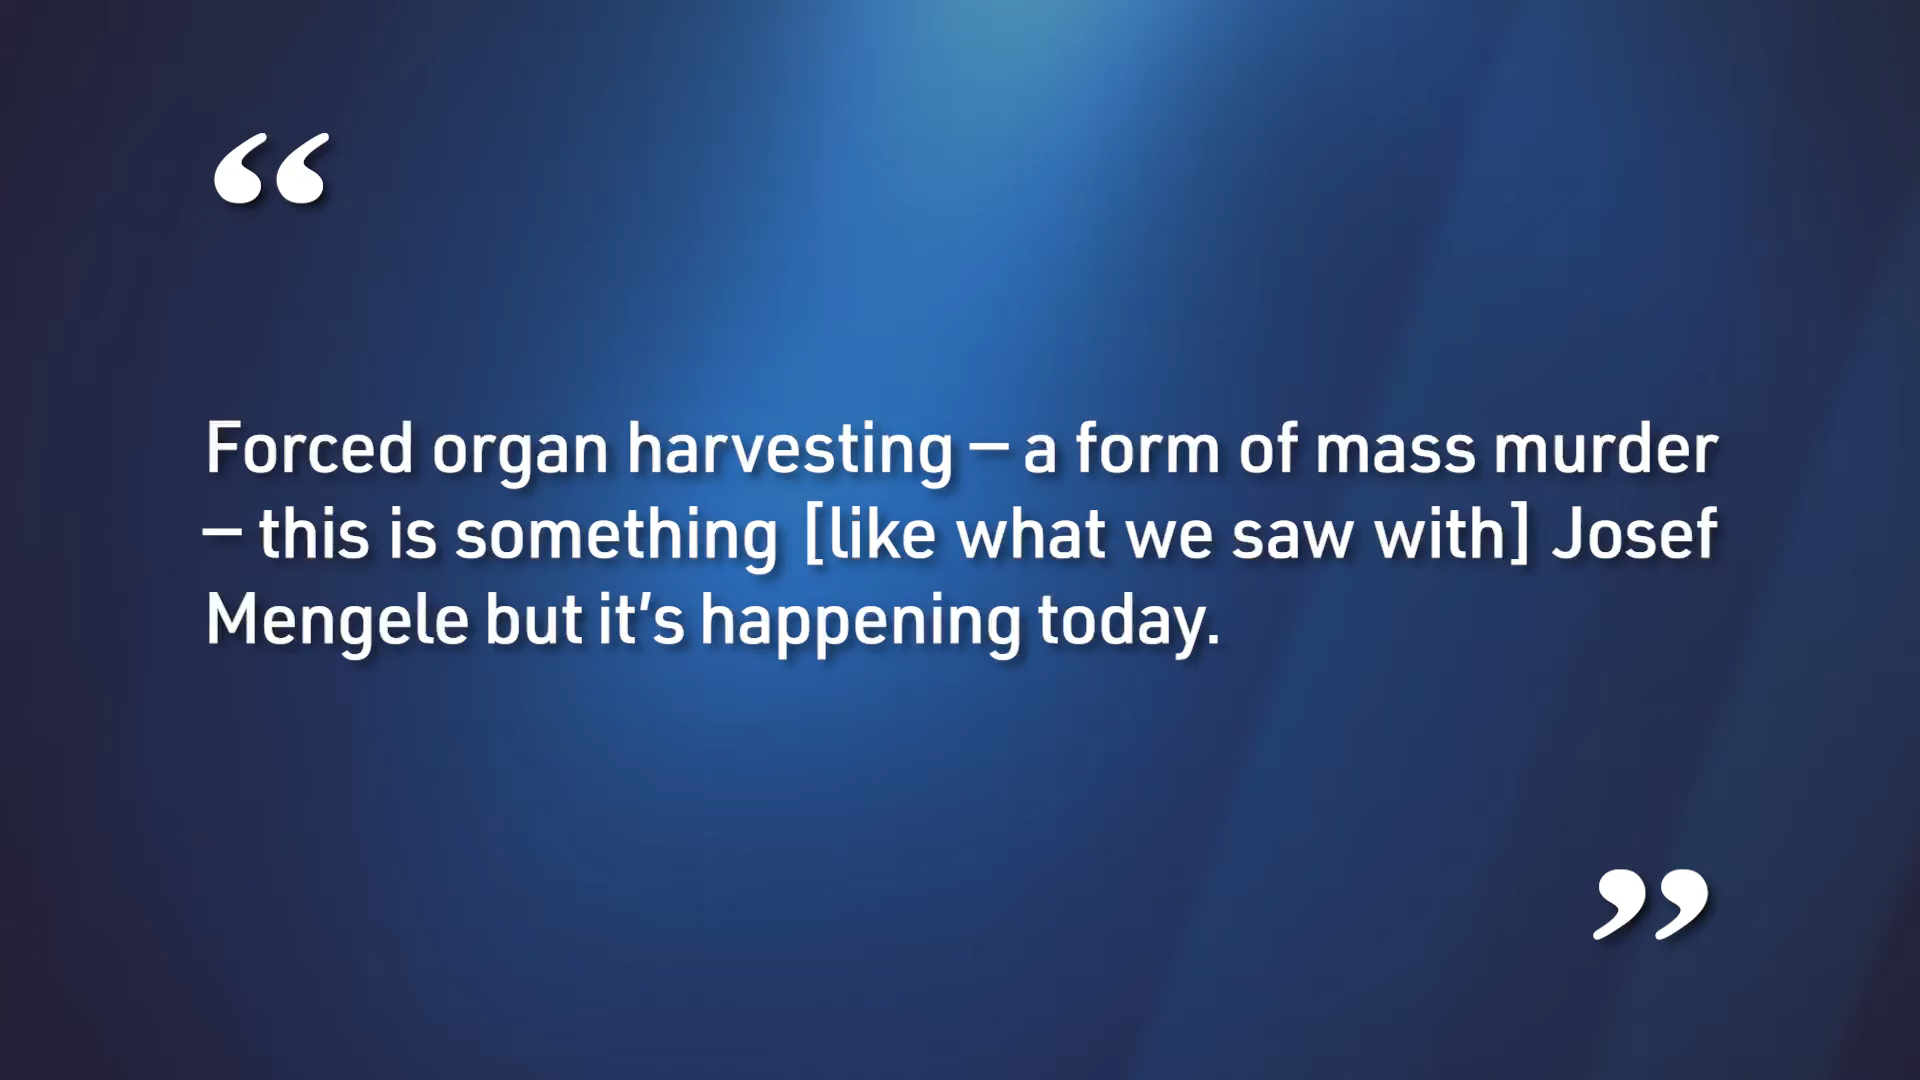 “
Forced organ harvesting – a form of mass murder
– this is something [like what we saw with] Josef
Mengele but it’s happening today.
”